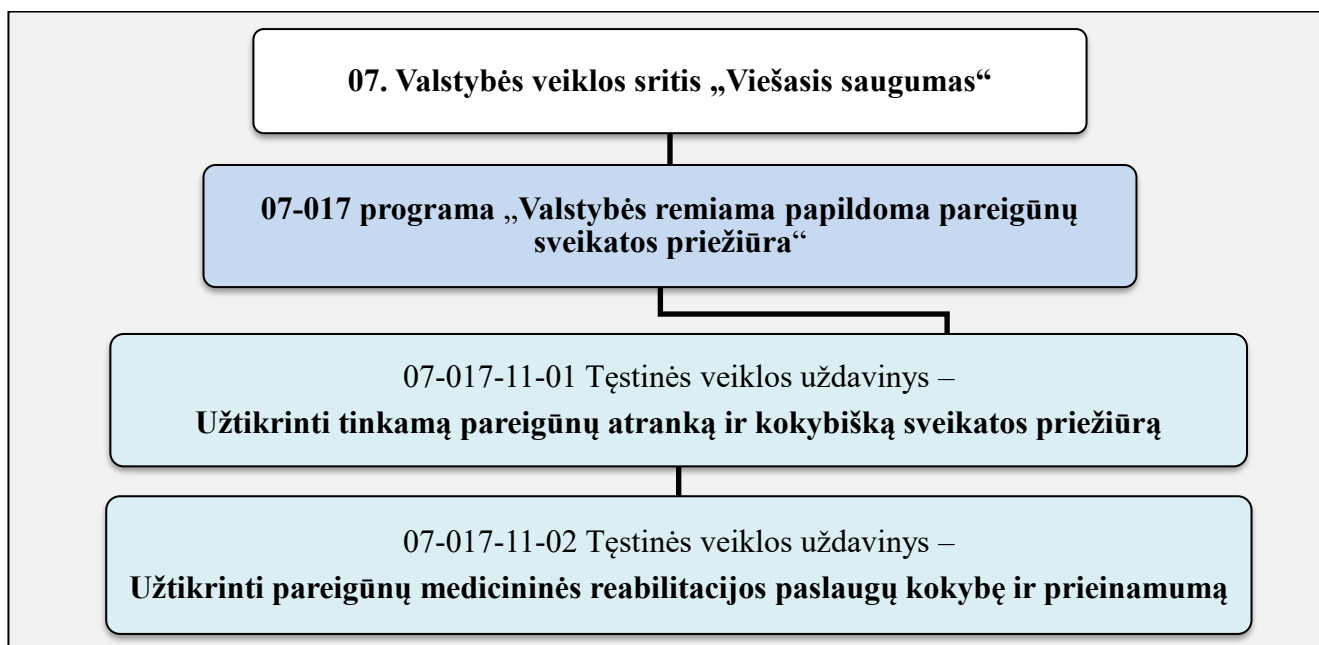 07. Valstybės veiklos sritis „Viešasis saugumas“
07-017 programa „Valstybės remiama papildoma pareigūnų
sveikatos priežiūra“
07-017-11-01 Tęstinės veiklos uždavinys –
Užtikrinti tinkamą pareigūnų atranką ir kokybišką sveikatos priežiūrą
07-017-11-02 Tęstinės veiklos uždavinys –
Užtikrinti pareigūnų medicininės reabilitacijos paslaugų kokybę ir prieinamumą